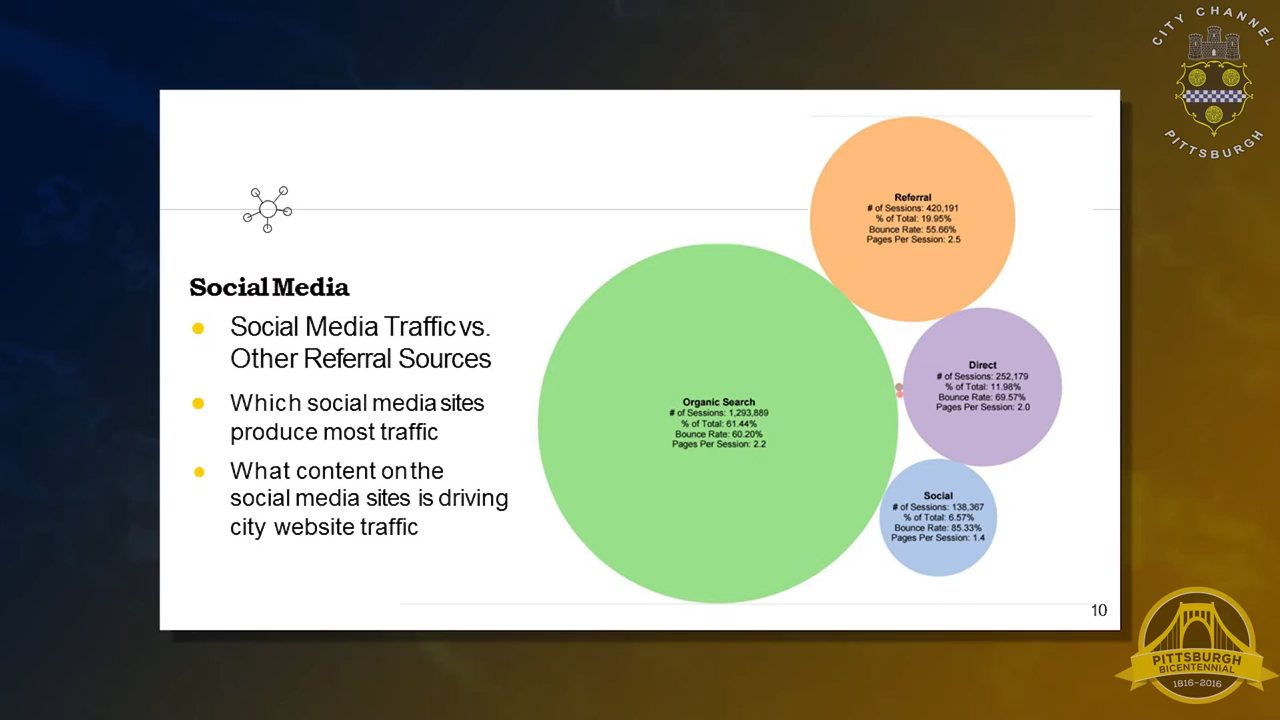 CITY CHANNEL
PITTSBURGH
Social Media
Social Media Traffic vs.
Other Referral Sources
Which social media sites
produce most traffic
What content on the
social media sites is driving
city website traffic
Referral
# of Sessions: 420,191
% of Total: 19.95%
Bounce Rate: 55.66%
Pages Per Session: 2.5
Organic Search
# of Sessions: 1,293,889
% of Total: 61.44%
Bounce Rate: 60.20%
Pages Per Session: 2.2
Direct
# of Sessions: 252,179
% of Total: 11.98%
Bounce Rate: 69.57%
Pages Per Session: 2.0
Social
# of Sessions: 138,367
% of Total: 6.57%
Bounce Rate: 85.33%
Pages Per Session: 1.4
10
PITTSBURGH
BICENTENNIAL
1816-2016